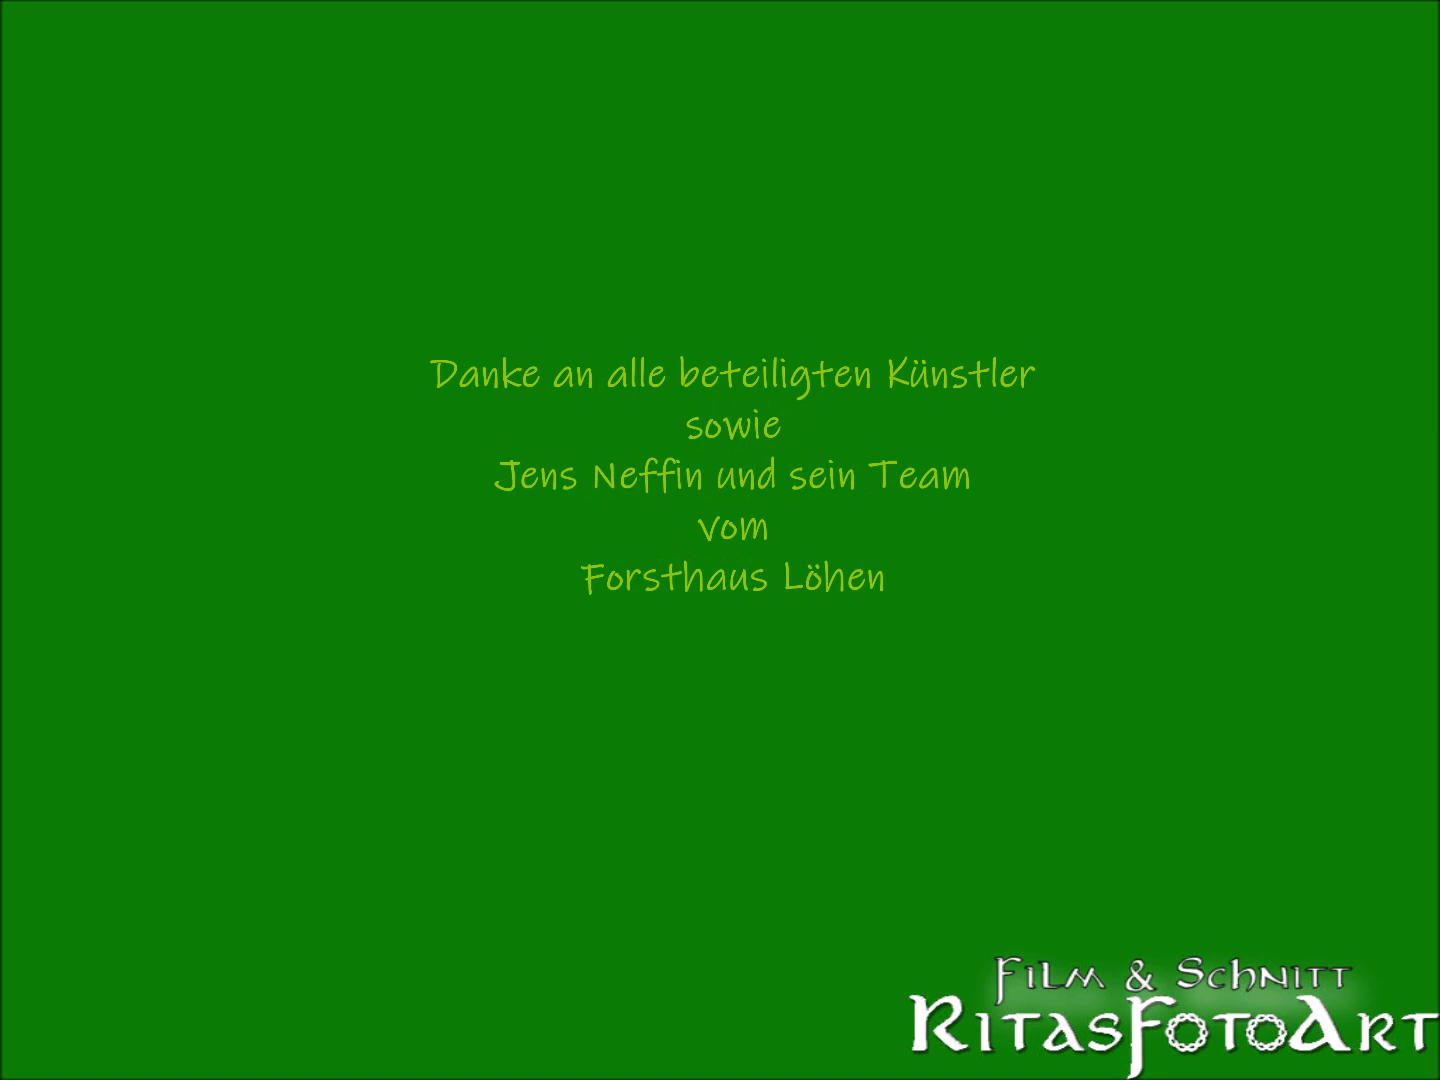 Danke an alle beteiligten Künstler
sowie
Jens Neffin und sein Team
vom
Forsthaus Löhen
Film & Schnitt
RitasFotoArt